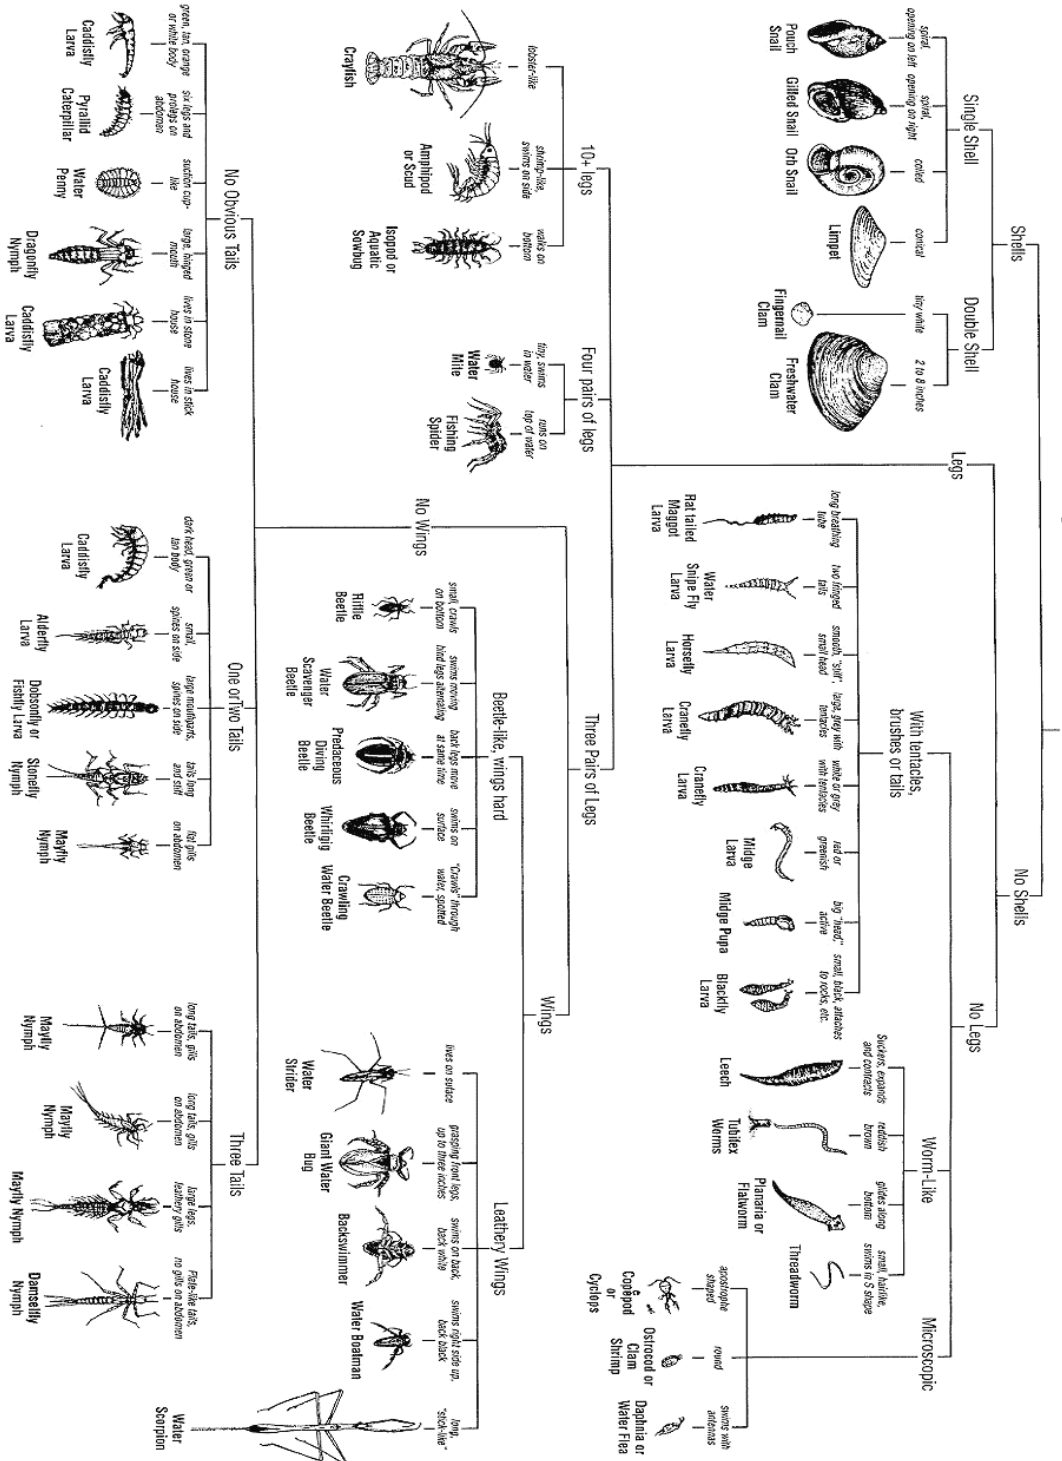 Shells
No Shells
Single Shell
Double Shell
spiral,
opening on left
Pouch
Snail
spiral,
opening on right
Gilled Snail
coiled
Orb Snail
conical
Limpet
tiny white
Fingernail
Clam
2 to 8 inches
Freshwater
Clam
Legs
No Legs
With tentacles,
brushes or tails
Worm-Like
Microscopic
long breathing
tube
Rat tailed
Maggot
Larva
two fringed
tails
Water
Snipe Fly
Larva
smooth, "stiff",
small head
Horsefly
Larva
large, grey with
tentacles
Cranefly
Larva
white or grey
with tentacles
Cranefly
Larva
red or
greenish
Midge
Larva
big "head,"
active
Midge Pupa
small, black, attaches
to rocks, etc.
Blackfly
Larva
Suckers, expands
and contracts
Leech
reddish
brown
Tubifex
Worms
glides along
bottom
Planaria or
Flatworm
small, hairlike,
swims in S shape
Threadworm
apostrophe
shaped
Copepod
or
Cyclops
round
Ostrocod or
Clam
Shrimp
swims with
antennas
Daphnia or
Water Flea
10+ legs
Four pairs of legs
Three Pairs of Legs
lobster-like
Crayfish
shrimp-like,
swims on side
Amphipod
or Scud
walks on
bottom
Isopod or
Aquatic
Sowbug
tiny, swims
in water
Water
Mite
runs on
top of water
Fishing
Spider
No Wings
Wings
Beetle-like, wings hard
Leathery Wings
small, crawls
on bottom
Riffle
Beetle
swims moving
hind legs alternating
Water
Scavenger
Beetle
back legs move
at same time
Predaceous
Diving
Beetle
swims on
surface
Whirligig
Beetle
"Crawls" through
water, spotted
Crawling
Water Beetle
lives on suface
Water
Strider
grasping front legs,
up to three inches
Giant Water
Bug
swims on back,
back white
Backswimmer
swims right side up,
back black
Water Boatman
long,
"stick-like"
Water
Scorpion
No Obvious Tails
One or Two Tails
Three Tails
green, tan, orange
or white body
Caddisfly
Larva
six legs and
prolegs on
abdomen
Pyrallid
Caterpillar
suction cup-
like
Water
Penny
large, hinged
mouth
Dragonfly
Nymph
lives in stone
house
Caddisfly
Larva
lives in stick
house
Caddisfly
Larva
dark head, green or
tan body
Caddisfly
Larva
small,
spines on side
Alderfly
Larva
large mouthparts,
spines on side
Dobsonfly or
Fishfly Larva
tails long
and stiff
Stonefly
Nymph
flat gills
on abdomen
Mayfly
Nymph
long tails, gills
on abdomen
Mayfly
Nymph
long tails, gills
on abdomen
Mayfly
Nymph
large legs,
leathery gills
Mayfly Nymph
Plate-like tails,
no gills on abdomen
Damselfly
Nymph